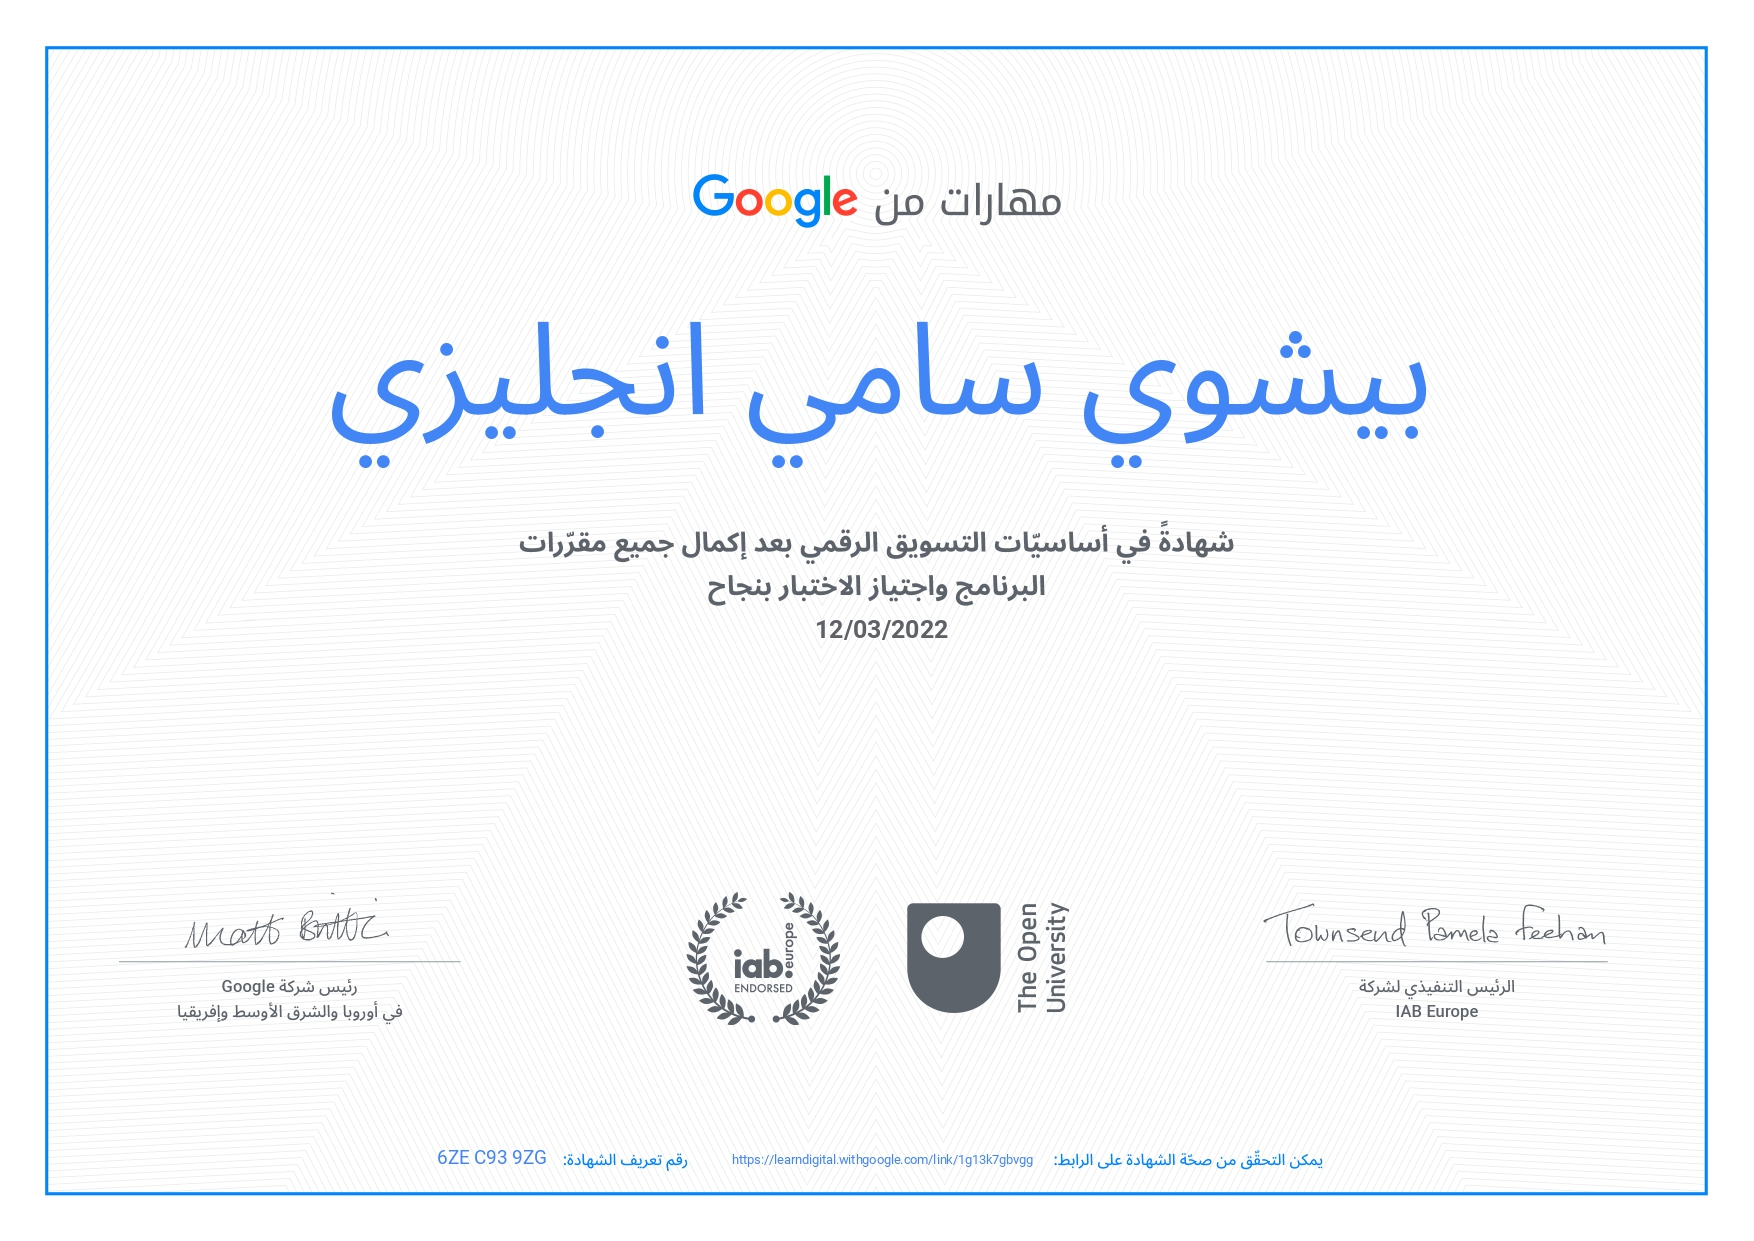 مهارات من Google
بيشوي سامي انجليزي
شهادةً في أساسيّات التسويق الرقمي بعد إكمال جميع مقرّرات
البرنامج واجتياز الاختبار بنجاح
12/03/2022
Townsend Pamela Feehan
الرئيس التنفيذي لشركة
IAB Europe
The Open
University
iab.
europe
ENDORSED
Matt Brittin
رئيس شركة Google
في أوروبا والشرق الأوسط وإفريقيا
يمكن التحقّق من صحّة الشهادة على الرابط: https://learndigital.withgoogle.com/link/1g13k7gbvgg
رقم تعريف الشهادة: 6ZE C93 9ZG